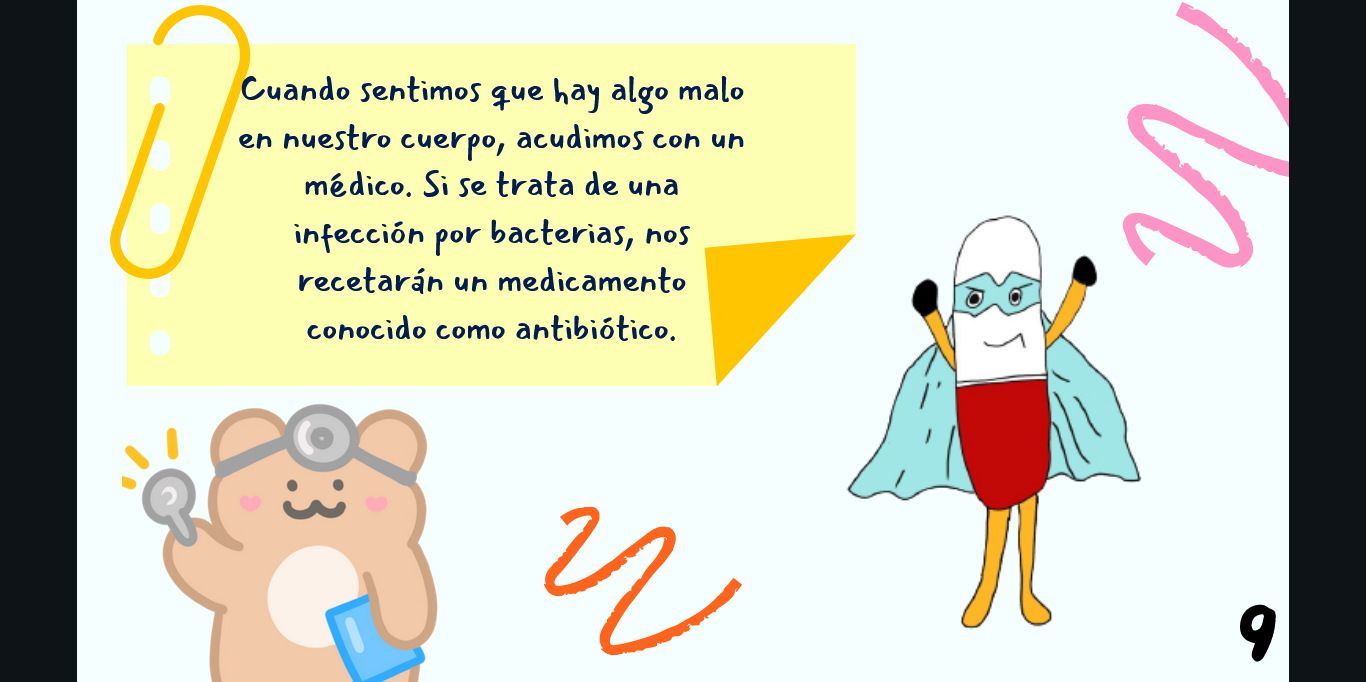 Cuando sentimos que hay algo malo
en nuestro cuerpo, acudimos con un
médico. Si se trata de una
infección por bacterias, nos
recetarán un medicamento
conocido como antibiótico.
9